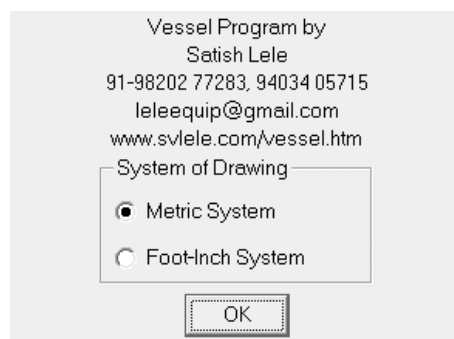 Vessel Program by
Satish Lele
91-98202 77283, 94034 05715
leleequip@gmail.com
www.svlele.com/vessel.htm
System of Drawing
Metric System
Foot-Inch System
OK